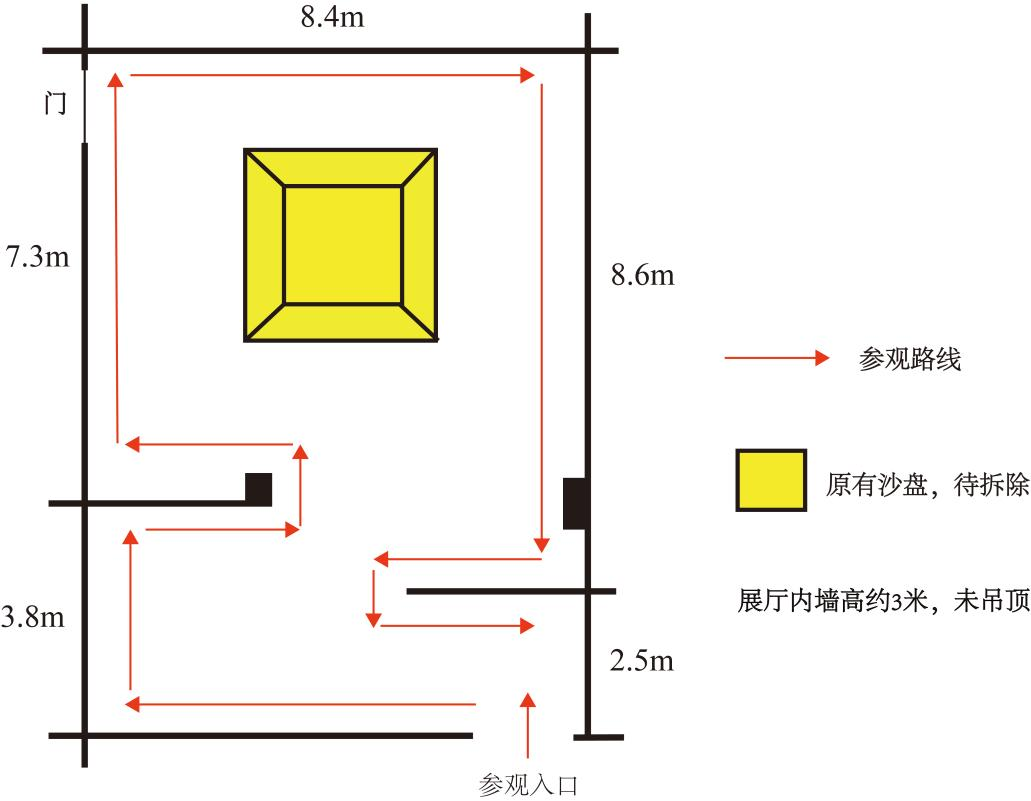 8.4m
门
7.3m
8.6m
参观路线
原有沙盘，待拆除
展厅内墙高约3米，未吊顶
3.8m
2.5m
参观入口